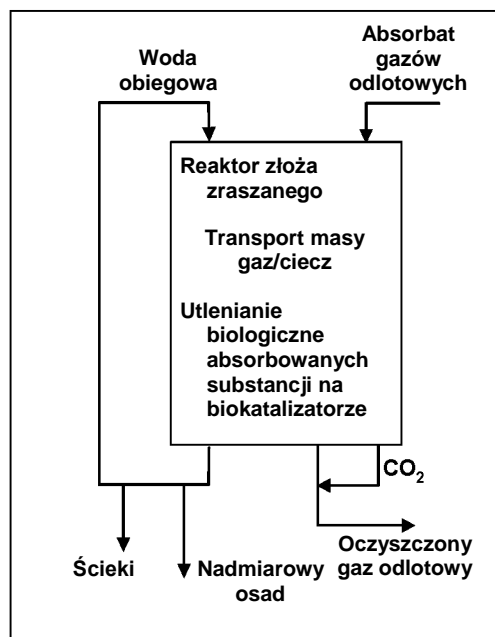 Woda
obiegowa
Absorbat
gazów
odlotowych
Reaktor złoża
zraszanego
Transport masy
gaz/ciecz
Utlenianie
biologiczne
absorbowanych
substancji na
biokatalizatorze
CO₂
Ścieki
Nadmiarowy
osad
Oczyszczony
gaz odlotowy